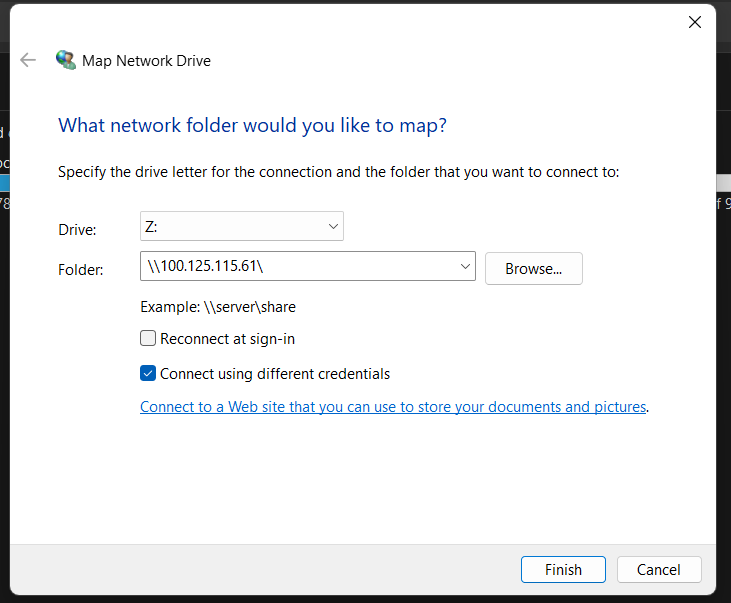 Map Network Drive
What network folder would you like to map?
Specify the drive letter for the connection and the folder that you want to connect to:
Drive: Z:
Folder: \\100.125.115.61\ Browse...
Example: \\server\share
Reconnect at sign-in
Connect using different credentials
Connect to a Web site that you can use to store your documents and pictures.
Finish Cancel